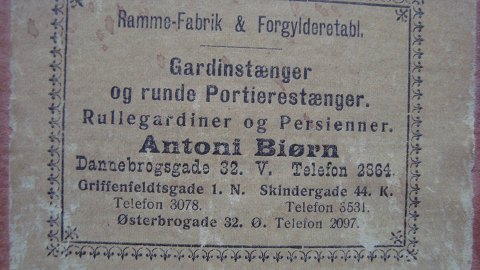 Ramme-Fabrik & Forgylderetabl.
Gardinstænger
og runde Portierestænger.
Rullegardiner og Persienner.
Antoni Biørn
Dannebrogsgade 32. V. Telefon 2864.
Griffenfeldtsgade 1. N. Skindergade 44. K.
Telefon 3078. Telefon 3531.
Østerbrogade 32. Ø. Telefon 2097.